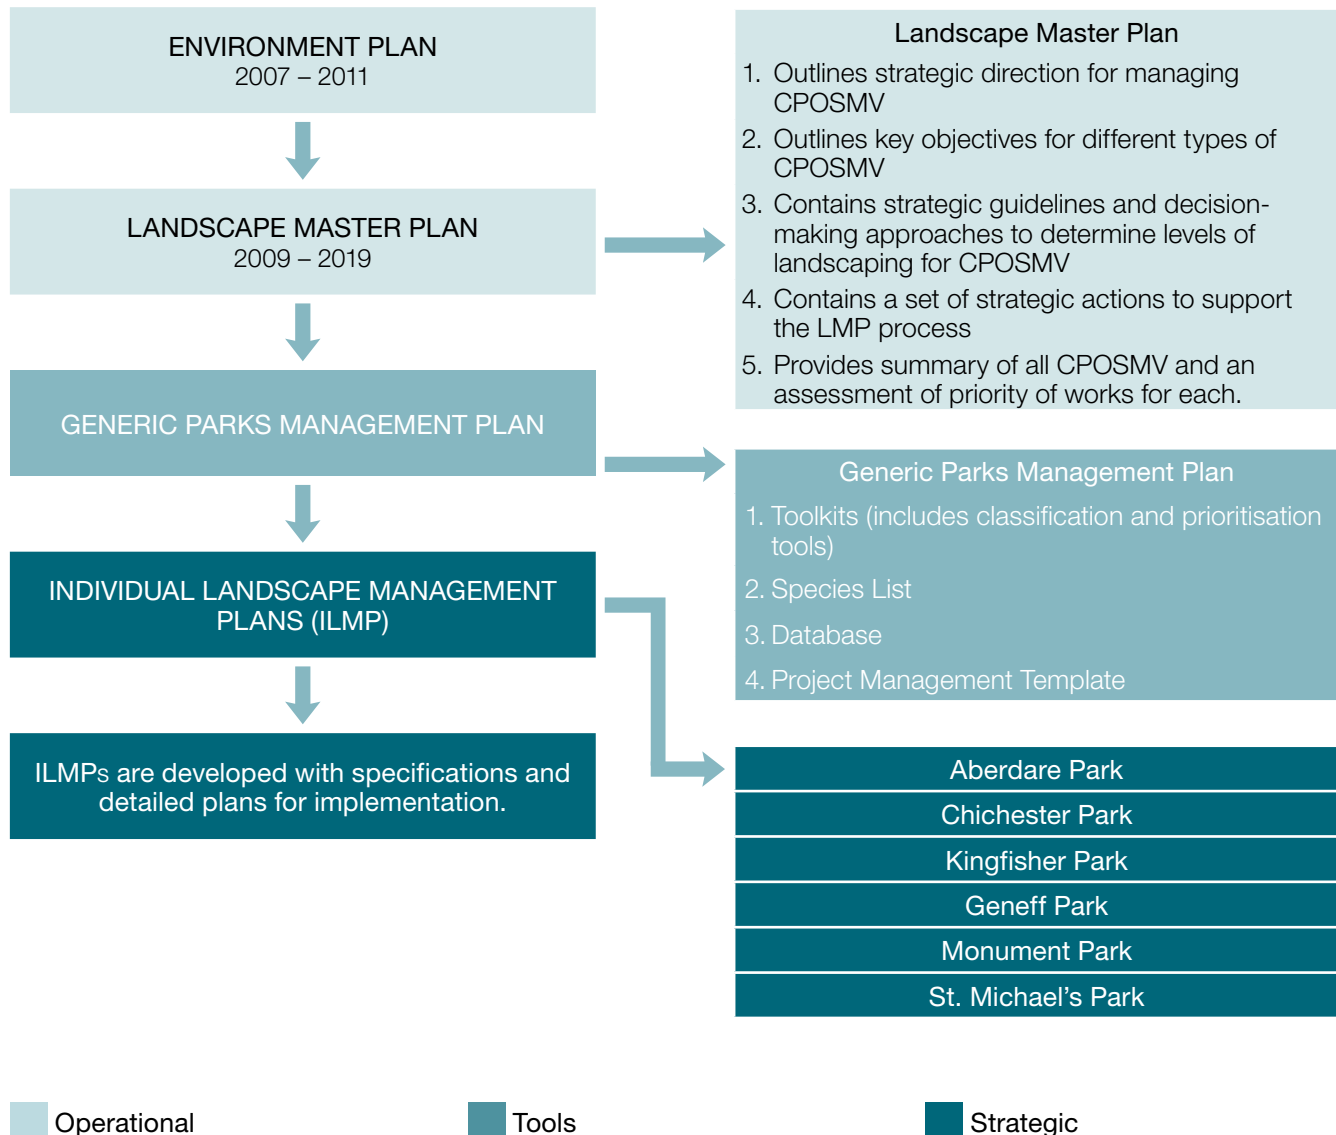 ENVIRONMENT PLAN
2007 – 2011
LANDSCAPE MASTER PLAN
2009 – 2019
GENERIC PARKS MANAGEMENT PLAN
INDIVIDUAL LANDSCAPE MANAGEMENT
PLANS (ILMP)
ILMPs are developed with specifications and
detailed plans for implementation.
Landscape Master Plan
1. Outlines strategic direction for managing
CPOSMV
2. Outlines key objectives for different types of
CPOSMV
3. Contains strategic guidelines and decision-
making approaches to determine levels of
landscaping for CPOSMV
4. Contains a set of strategic actions to support
the LMP process
5. Provides summary of all CPOSMV and an
assessment of priority of works for each.
Generic Parks Management Plan
1. Toolkits (includes classification and prioritisation
tools)
2. Species List
3. Database
4. Project Management Template
Aberdare Park
Chichester Park
Kingfisher Park
Geneff Park
Monument Park
St. Michael's Park
Operational
Tools
Strategic